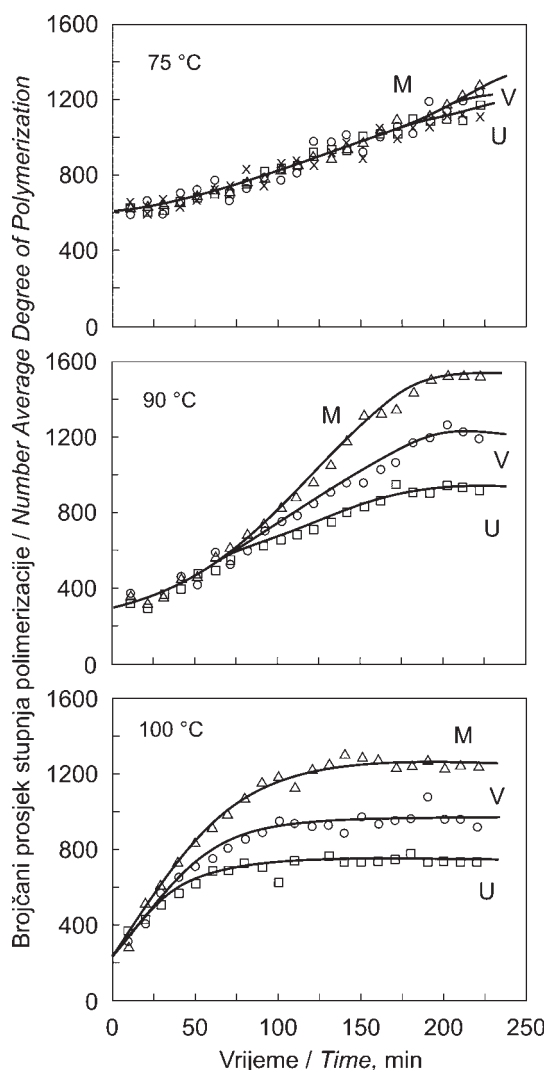 Brojčani prosjek stupnja polimerizacije / Number Average Degree of Polymerization
1600
1200
800
400
0
75 °C
M
V
U
1600
1200
800
400
0
90 °C
M
V
U
1600
1200
800
400
0
100 °C
M
V
U
0 50 100 150 200 250
Vrijeme / Time, min